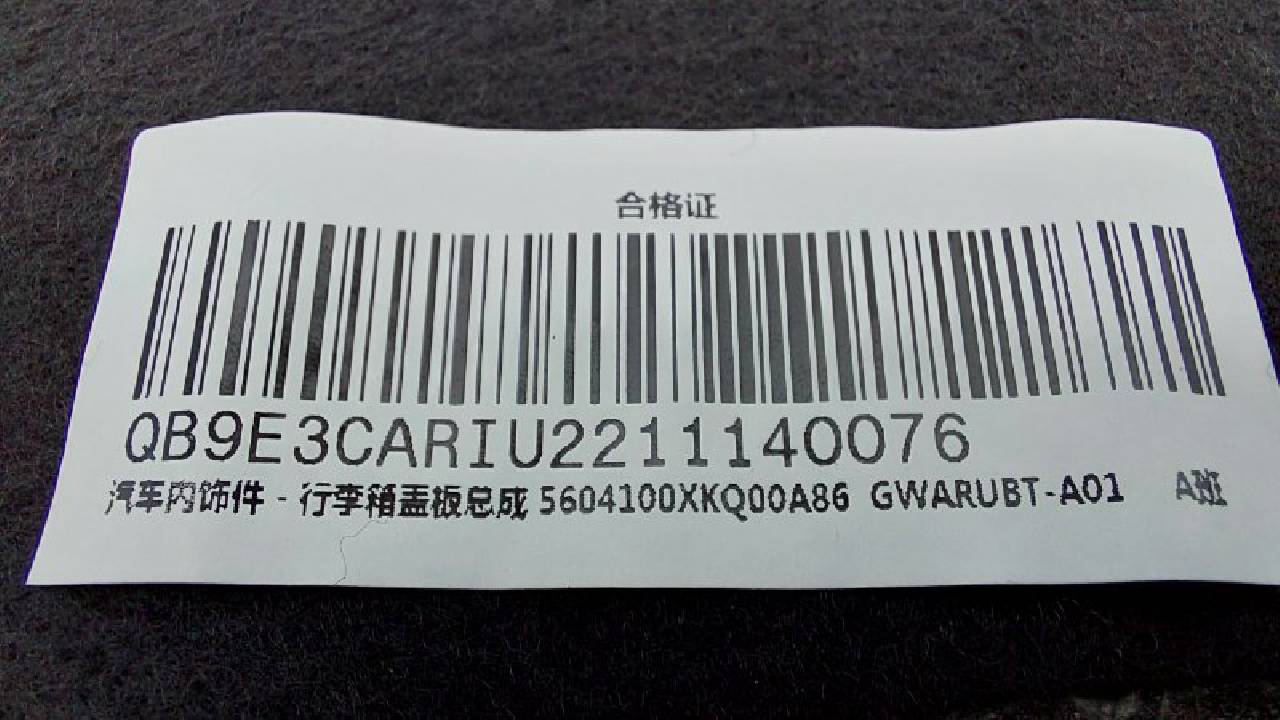 合格证
QB9E3CARIU2211140076
汽车内饰件 - 行李箱盖板总成 5604100XKQ00A86 GWARUBT-A01 A班